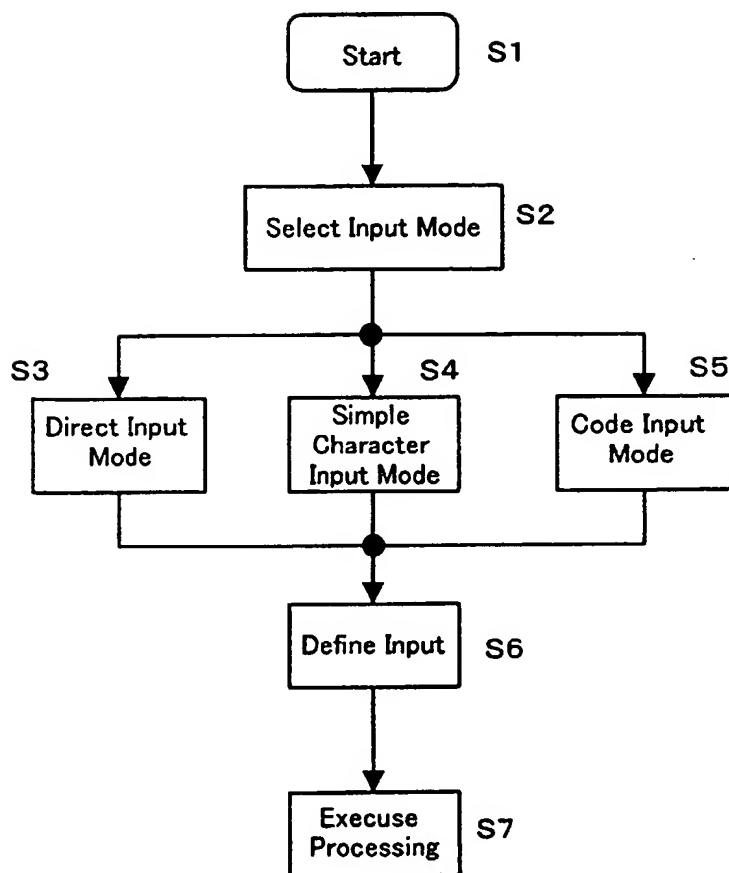 Start
S1
Select Input Mode
S2
S3
S4
S5
Direct Input
Mode
Simple
Character
Input Mode
Code Input
Mode
Define Input
S6
Execuse
Processing
S7